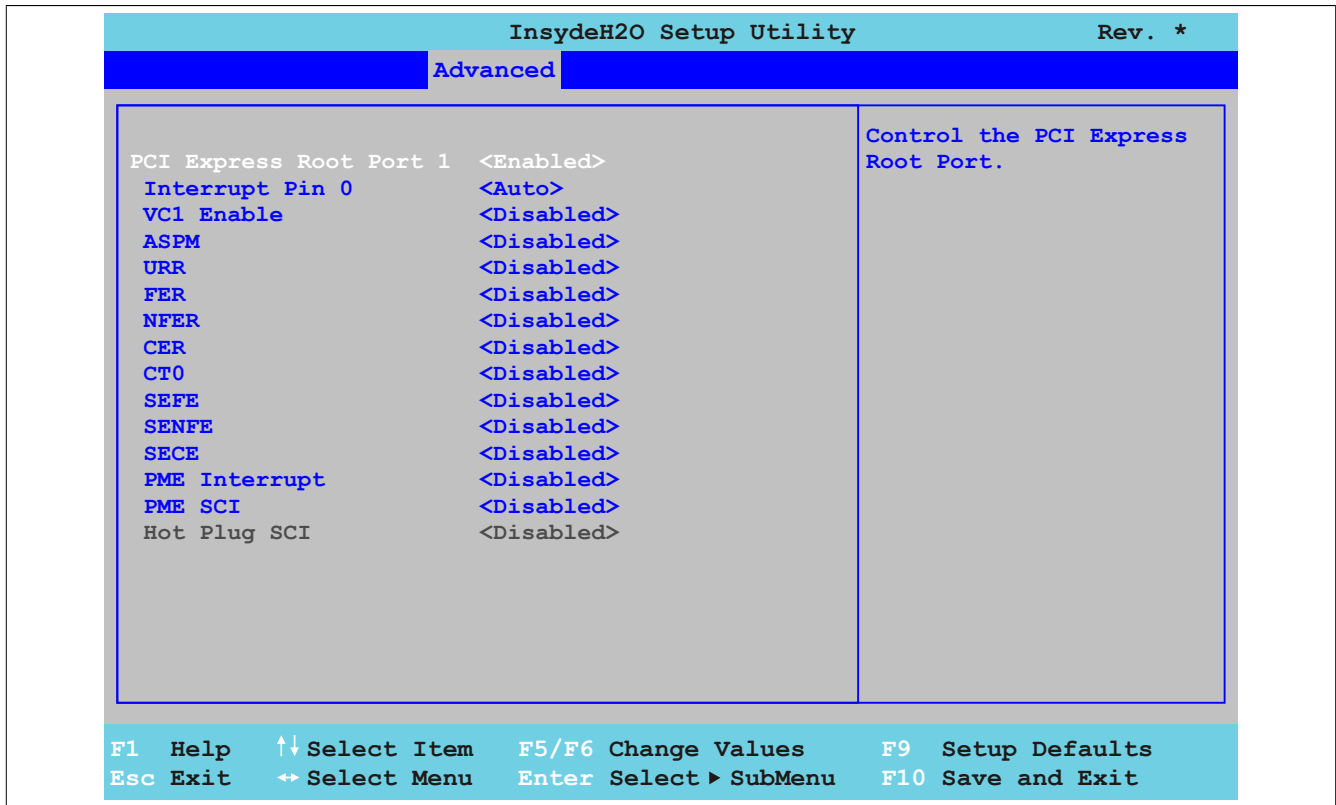 InsydeH2O Setup Utility Rev. *
Advanced
Control the PCI Express
Root Port.
PCI Express Root Port 1 <Enabled>
Interrupt Pin 0 <Auto>
VC1 Enable <Disabled>
ASPM <Disabled>
URR <Disabled>
FER <Disabled>
NFER <Disabled>
CER <Disabled>
CT0 <Disabled>
SEFE <Disabled>
SENFE <Disabled>
SECE <Disabled>
PME Interrupt <Disabled>
PME SCI <Disabled>
Hot Plug SCI <Disabled>
F1 Help ↑↓ Select Item F5/F6 Change Values F9 Setup Defaults
Esc Exit ↔ Select Menu Enter Select ▶ SubMenu F10 Save and Exit